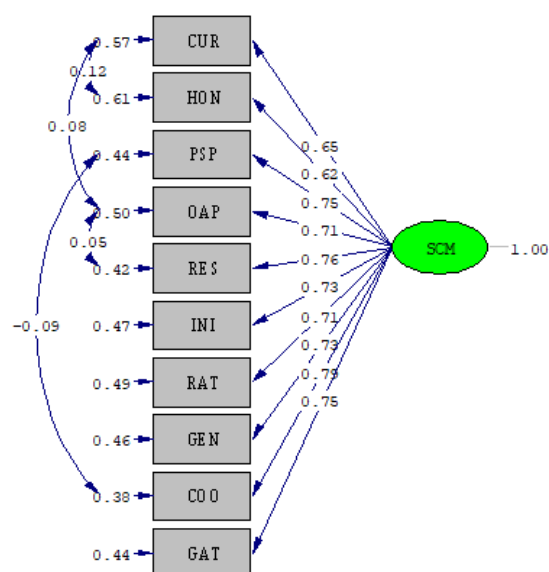 0.57 CUR
0.12
0.61 HON
0.08
0.65
0.44 PSP
0.62
0.75
0.50 OAP
0.71
0.05
SCM 1.00
0.42 RES
0.76
0.73
-0.09
0.47 INI
0.71
0.73
0.49 RAT
0.79
0.75
0.46 GEN
0.38 COO
0.44 GAT